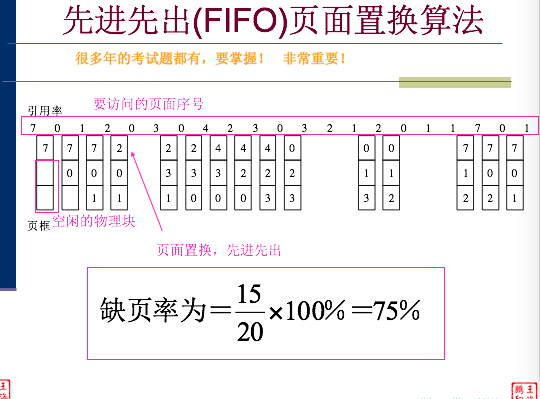 先进先出(FIFO)页面置换算法
很多年的考试题都有，要掌握！ 非常重要！
要访问的页面序号
引用率
7 0 1 2 0 3 0 4 2 3 0 3 2 1 2 0 1 1 7 0 1
7 7 7 2 2 2 4 4 4 0 0 0 7 7 7
0 0 0 3 3 3 2 2 2 1 1 1 0 0
1 1 1 0 0 0 3 3 3 2 2 2 1
空闲的物理块
页框
页面置换，先进先出
缺页率为＝15/20×100%＝75%